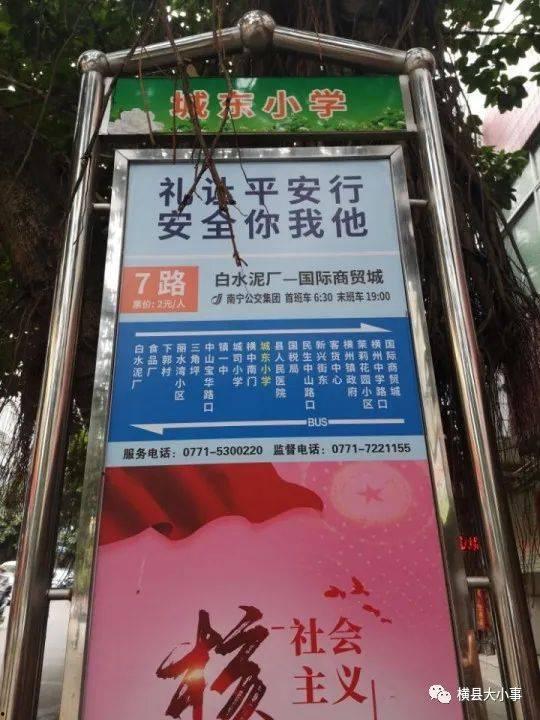 城东小学
礼让平安行
安全你我他
7路
票价:2元/人
白水泥厂—国际商贸城
南宁公交集团 首班车 6:30 末班车 19:00
白水泥厂
食品厂
下郭村
丽水湾小区
三角坪
中山宝华路口
镇一中
城司小学
横中南门
城东小学
县人民医院
国税局
民生中山路口
新兴街东
客货中心
横州镇政府
茉莉花园小区
横州中学路口
国际商贸城
BUS
服务电话:0771-5300220 监督电话:0771-7221155
核
社会
主义
横县大小事